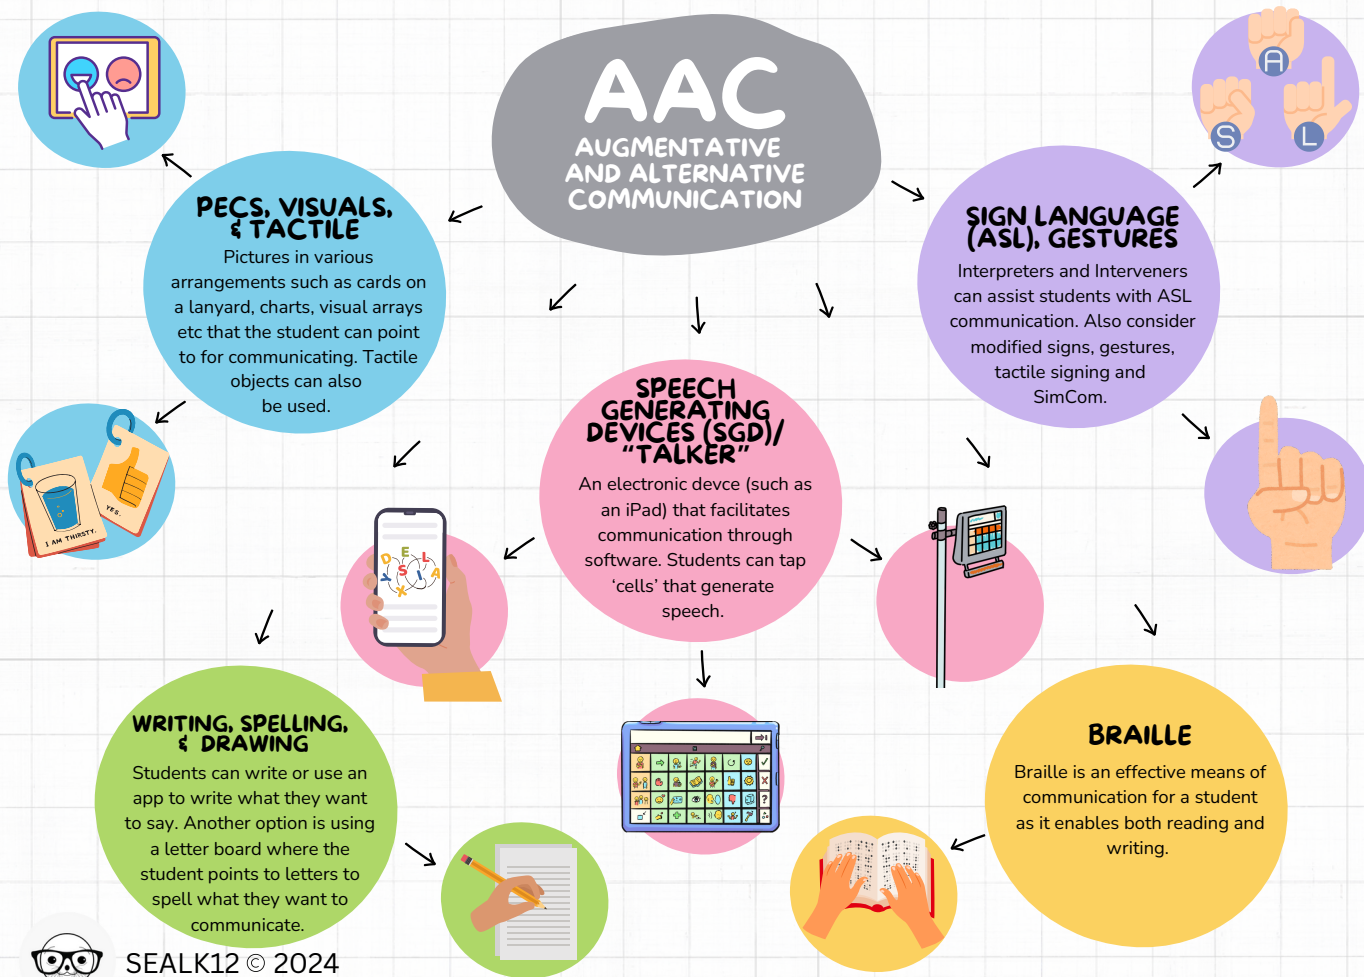 AAC
AUGMENTATIVE
AND ALTERNATIVE
COMMUNICATION
PECS, VISUALS,
& TACTILE
Pictures in various
arrangements such as cards on
a lanyard, charts, visual arrays
etc that the student can point
to for communicating. Tactile
objects can also
be used.
I AM THIRSTY.
YES.
SIGN LANGUAGE
(ASL), GESTURES
Interpreters and Interveners
can assist students with ASL
communication. Also consider
modified signs, gestures,
tactile signing and
SimCom.
A
S
L
SPEECH
GENERATING
DEVICES (SGD)/
“TALKER”
An electronic devce (such as
an iPad) that facilitates
communication through
software. Students can tap
‘cells’ that generate
speech.
D E L
Y S I A
X
?
WRITING, SPELLING,
& DRAWING
Students can write or use an
app to write what they want
to say. Another option is using
a letter board where the
student points to letters to
spell what they want to
communicate.
BRAILLE
Braille is an effective means of
communication for a student
as it enables both reading and
writing.
SEALK12 © 2024